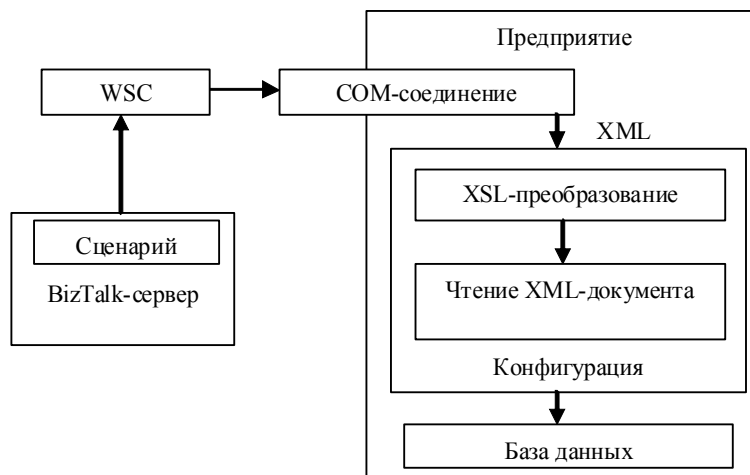 Предприятие
WSC
COM-соединение
XML
XSL-преобразование
Сценарий
BizTalk-сервер
Чтение XML-документа
Конфигурация
База данных